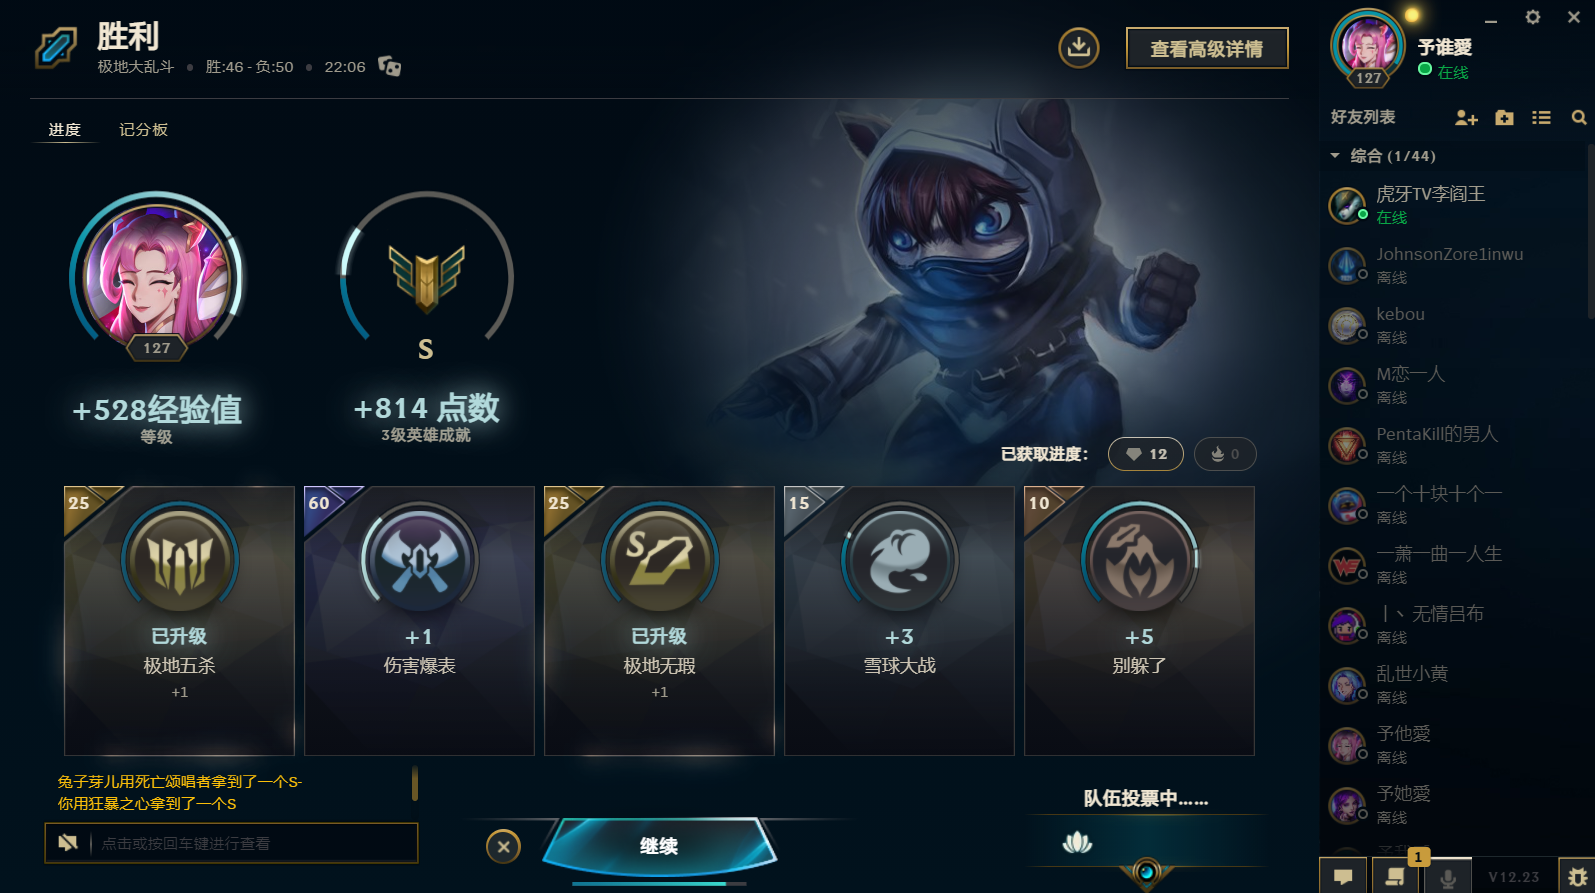 胜利
极地大乱斗 • 胜:46 - 负:50 • 22:06
查看高级详情
进度
记分板
127
+528经验值
等级
S
+814 点数
3级英雄成就
已获取进度：
12
0
25
已升级
极地五杀
+1
60
+1
伤害爆表
25
S
已升级
极地无瑕
+1
15
+3
雪球大战
10
+5
别躲了
兔子芽儿用死亡颂唱者拿到了一个S-
你用狂暴之心拿到了一个S
点击或按回车键进行查看
继续
队伍投票中......
127
予谁愛
在线
好友列表
综合 (1/44)
虎牙TV李阎王
在线
JohnsonZore1inwu
离线
kebou
离线
M恋一人
离线
PentaKill的男人
离线
一个十块十个一
离线
一萧一曲一人生
离线
丨丶无情吕布
离线
乱世小黄
离线
予他愛
离线
予她愛
离线
1
V12.23